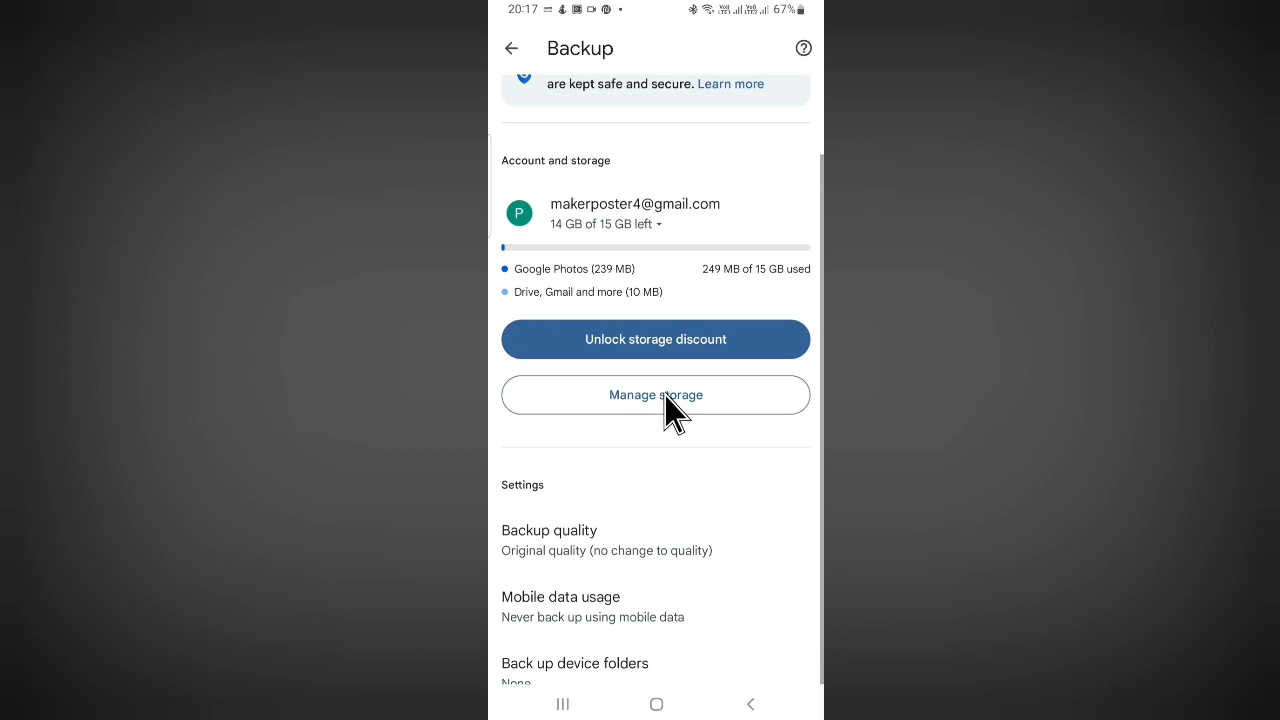 20:17 67%
Backup
are kept safe and secure. Learn more
Account and storage
P
makerposter4@gmail.com
14 GB of 15 GB left
Google Photos (239 MB) 249 MB of 15 GB used
Drive, Gmail and more (10 MB)
Unlock storage discount
Manage storage
Settings
Backup quality
Original quality (no change to quality)
Mobile data usage
Never back up using mobile data
Back up device folders
None